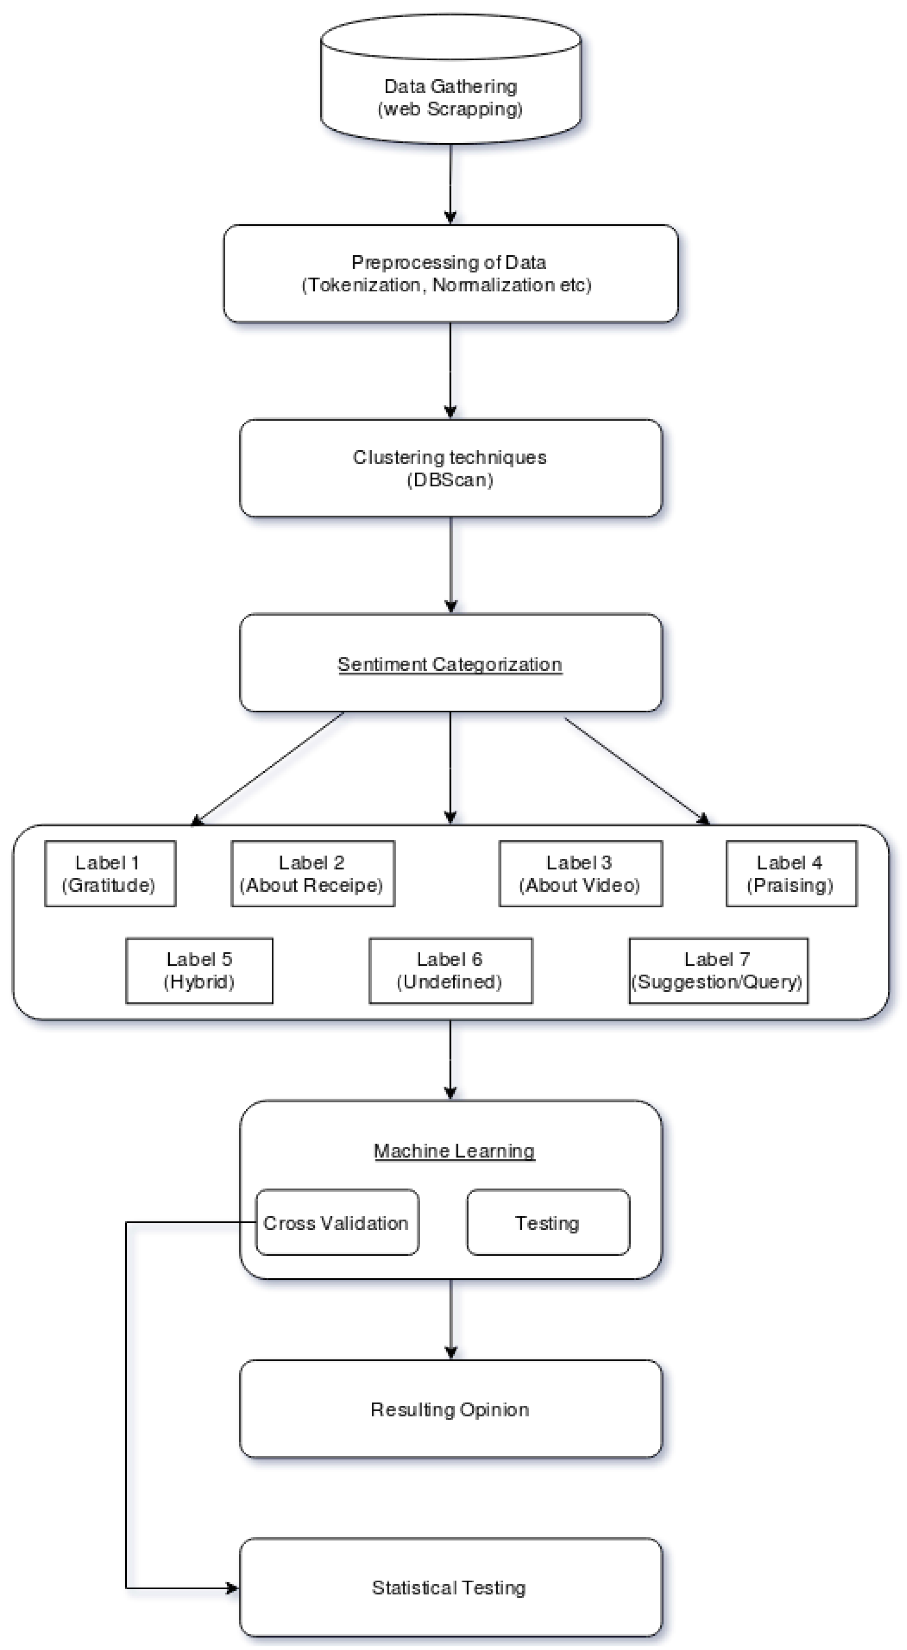 Data Gathering
(web Scrapping)
Preprocessing of Data
(Tokenization, Normalization etc)
Clustering techniques
(DBScan)
Sentiment Categorization
Label 1
(Gratitude)
Label 2
(About Receipe)
Label 3
(About Video)
Label 4
(Praising)
Label 5
(Hybrid)
Label 6
(Undefined)
Label 7
(Suggestion/Query)
Machine Learning
Cross Validation
Testing
Resulting Opinion
Statistical Testing